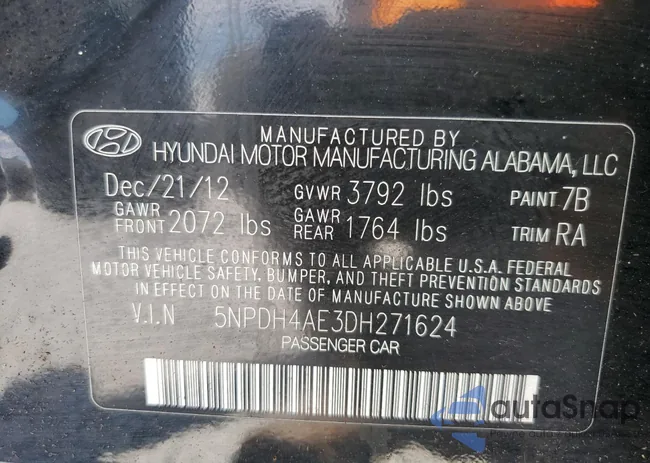 MANUFACTURED BY
HYUNDAI MOTOR MANUFACTURING ALABAMA, LLC
Dec/21/12 GVWR 3792 lbs PAINT 7B
GAWR FRONT 2072 lbs GAWR REAR 1764 lbs TRIM RA
THIS VEHICLE CONFORMS TO ALL APPLICABLE U.S.A. FEDERAL
MOTOR VEHICLE SAFETY, BUMPER, AND THEFT PREVENTION STANDARDS
IN EFFECT ON THE DATE OF MANUFACTURE SHOWN ABOVE
V.I.N 5NPDH4AE3DH271624
PASSENGER CAR
autoSnap